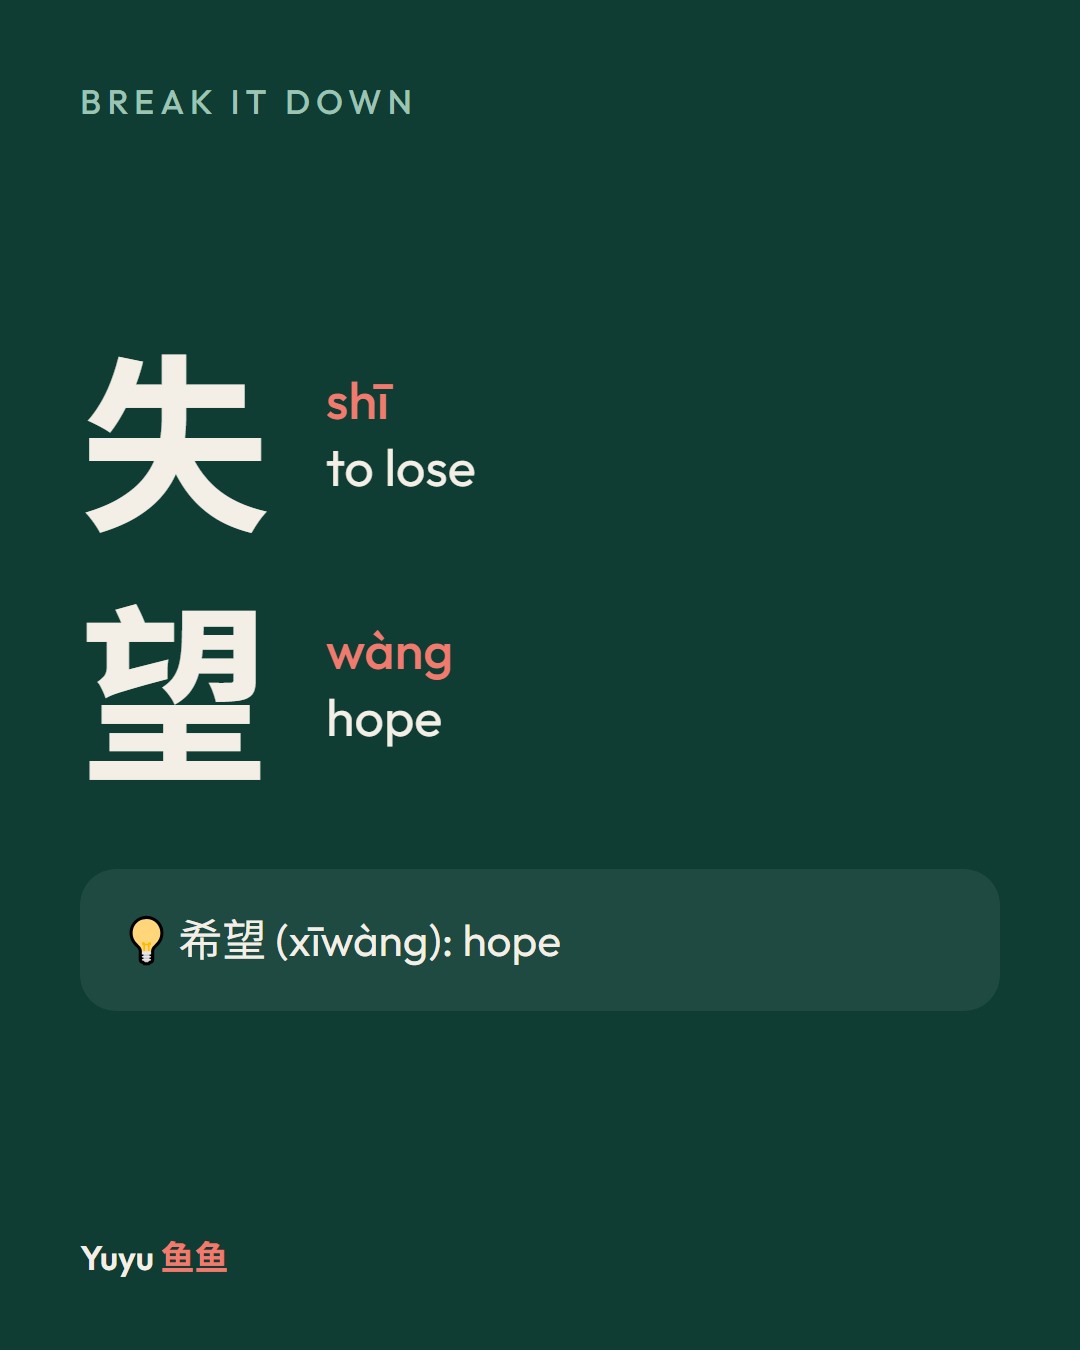 BREAK IT DOWN
失
shī
to lose
望
wàng
hope
💡 希望 (xīwàng): hope
Yuyu 鱼鱼